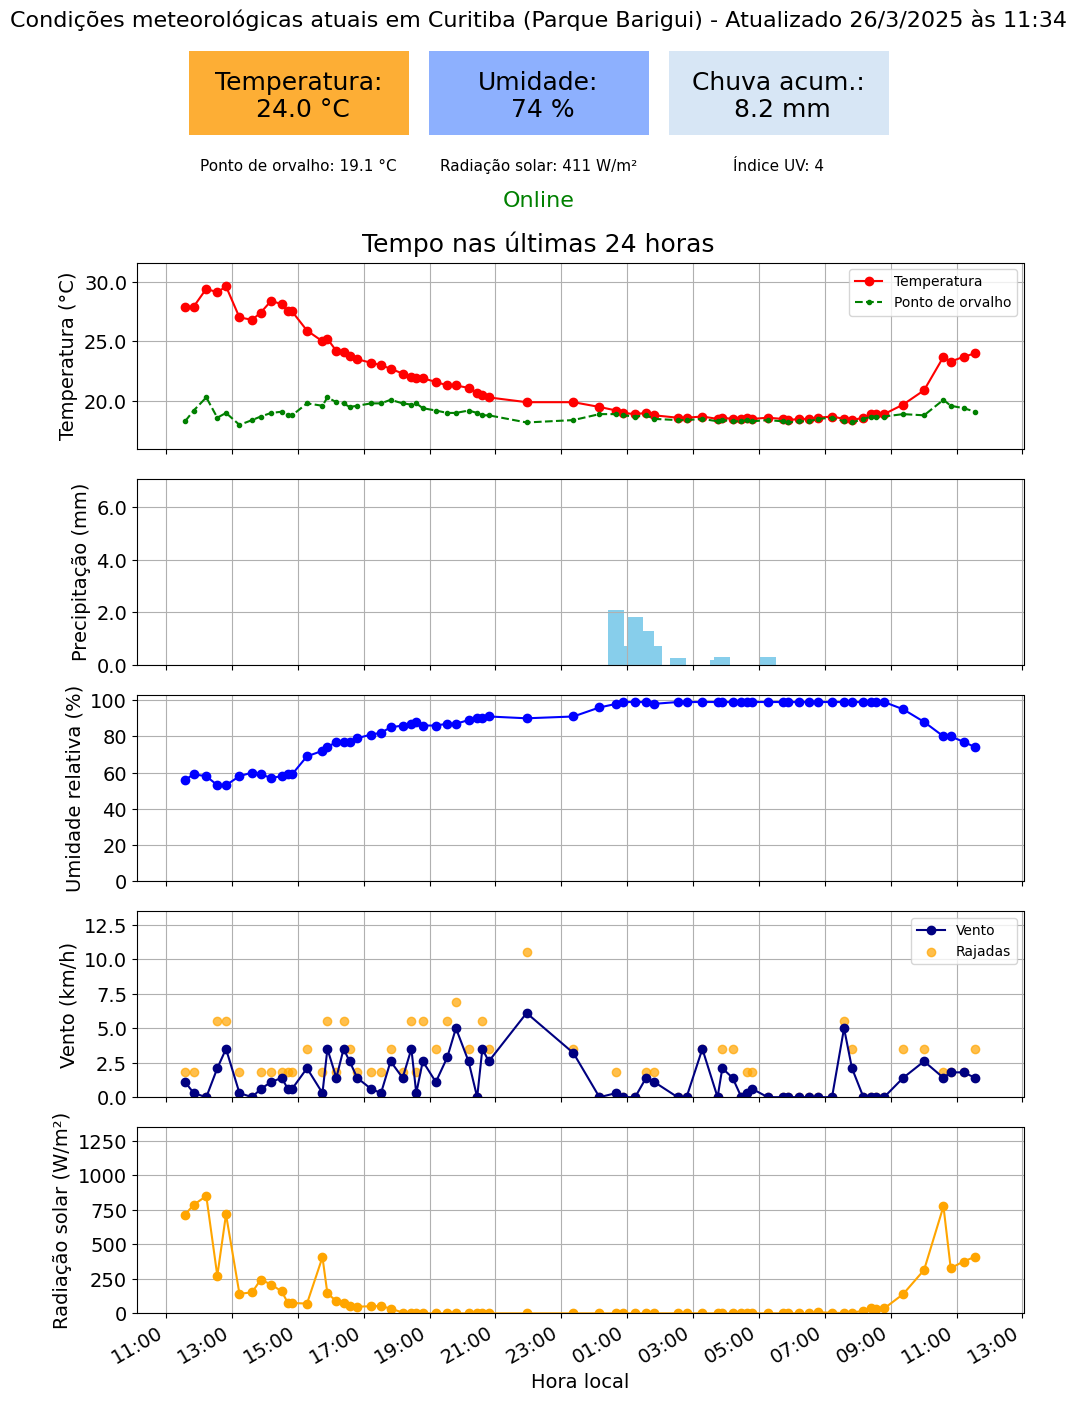 Condições meteorológicas atuais em Curitiba (Parque Barigui) - Atualizado 26/3/2025 às 11:34
Temperatura:
24.0 °C
Umidade:
74 %
Chuva acum.:
8.2 mm
Ponto de orvalho: 19.1 °C
Radiação solar: 411 W/m²
Índice UV: 4
Online
Tempo nas últimas 24 horas
Temperatura (°C)
30.0
25.0
20.0
Temperatura
Ponto de orvalho
Precipitação (mm)
6.0
4.0
2.0
0.0
Umidade relativa (%)
100
80
60
40
20
0
Vento (km/h)
12.5
10.0
7.5
5.0
2.5
0.0
Vento
Rajadas
Radiação solar (W/m²)
1250
1000
750
500
250
0
11:00 13:00 15:00 17:00 19:00 21:00 23:00 01:00 03:00 05:00 07:00 09:00 11:00 13:00
Hora local